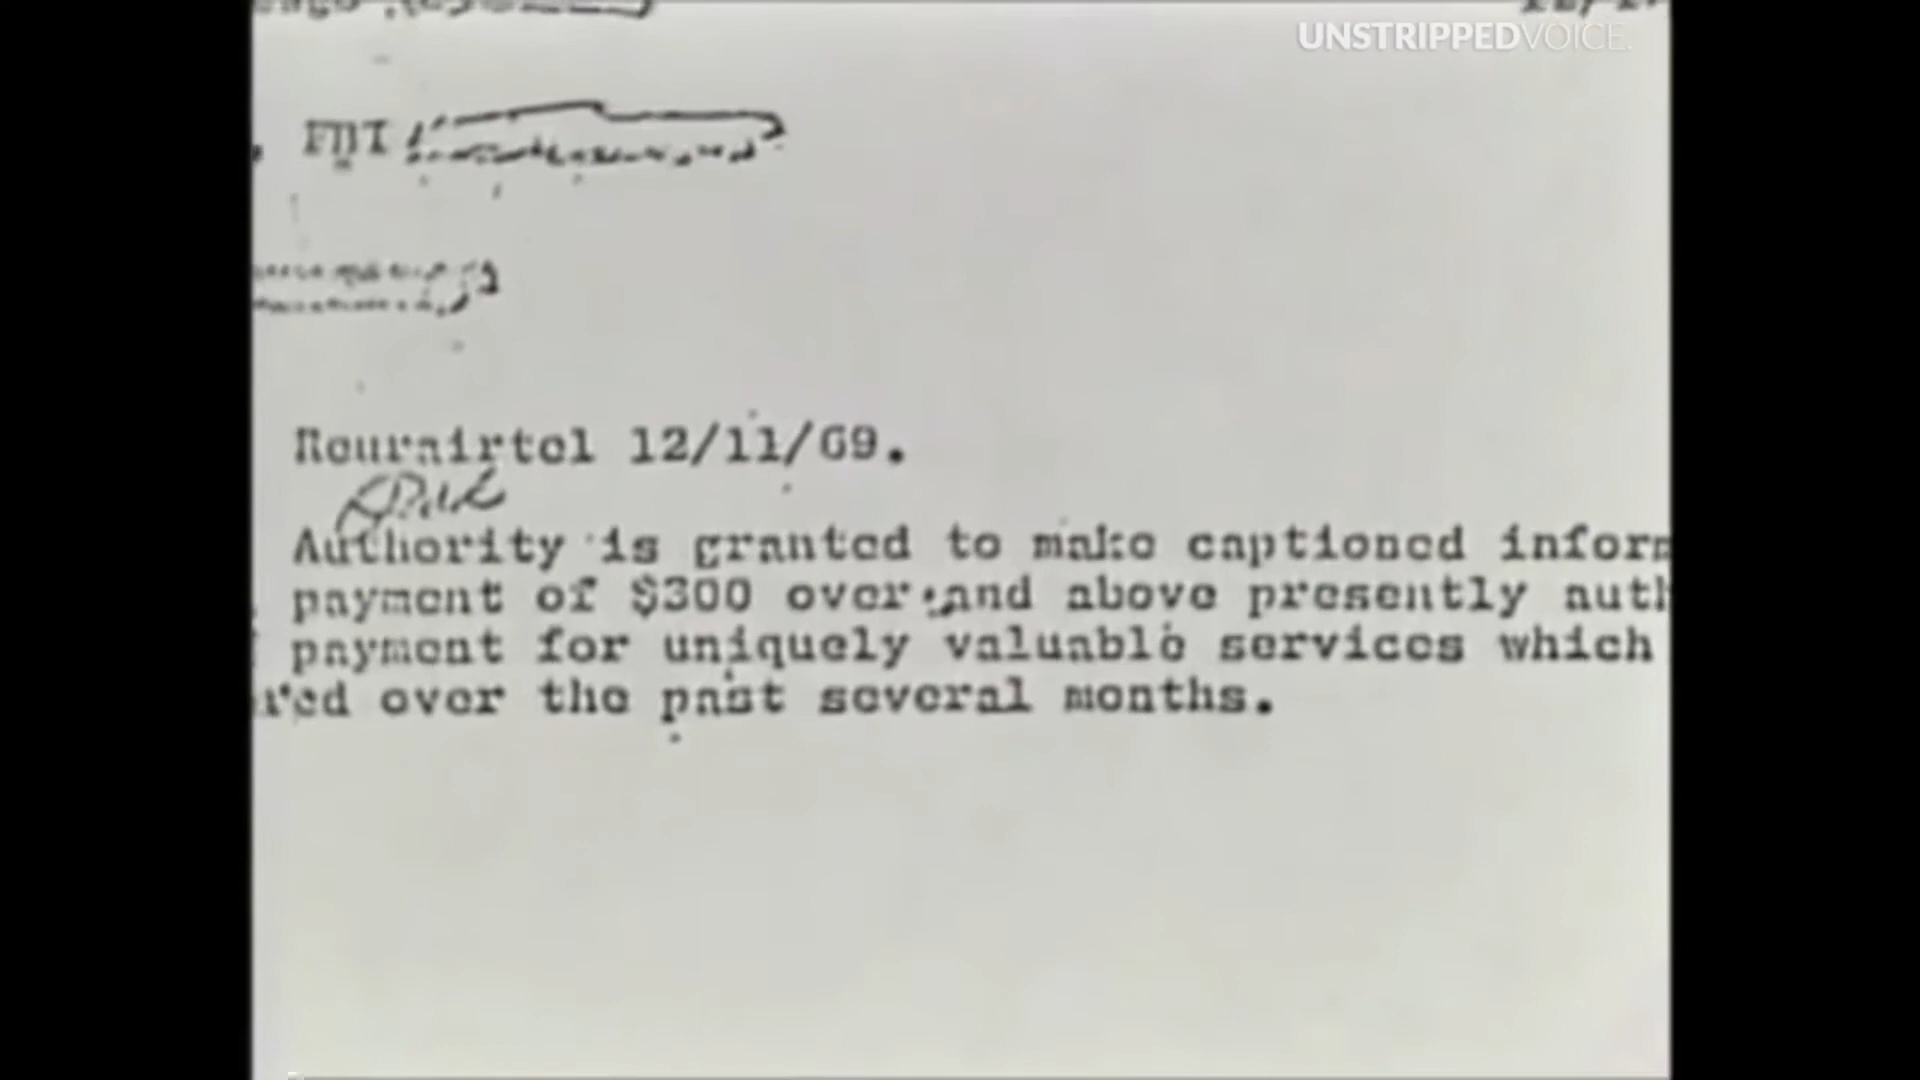 UNSTRIPPEDVOICE.
FBI
Reurairtel 12/11/69.
Authority is granted to make captioned inform
payment of $300 over and above presently auth
payment for uniquely valuable services which
red over the past several months.